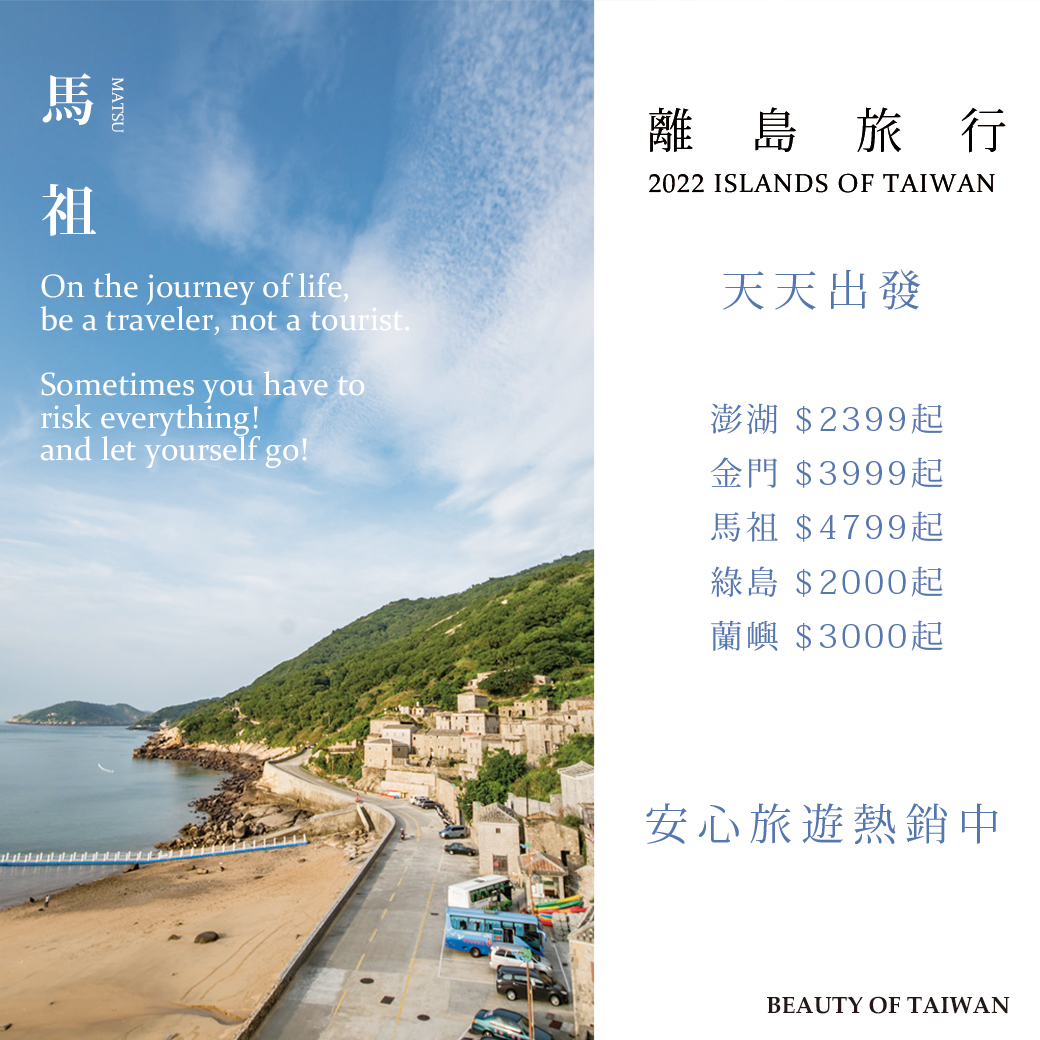 馬祖
MATSU
On the journey of life,
be a traveler, not a tourist.
Sometimes you have to
risk everything!
and let yourself go!
離島旅行
2022 ISLANDS OF TAIWAN
天天出發
澎湖 $2399起
金門 $3999起
馬祖 $4799起
綠島 $2000起
蘭嶼 $3000起
安心旅遊熱銷中
BEAUTY OF TAIWAN